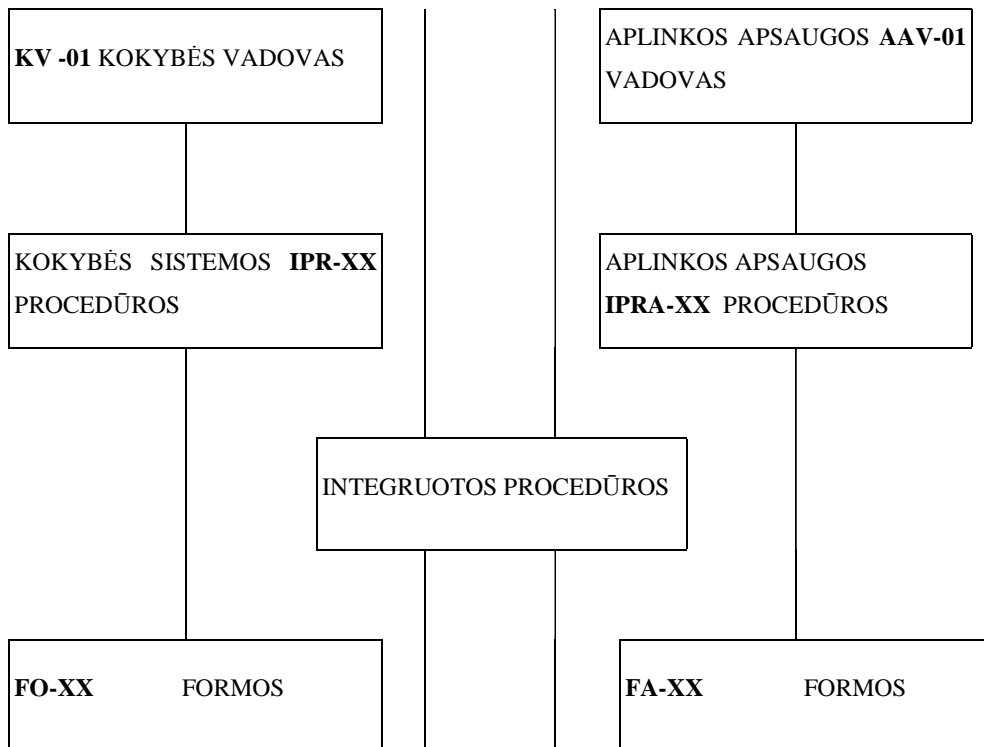 KV -01 KOKYBĖS VADOVAS
APLINKOS APSAUGOS AAV-01
VADOVAS
KOKYBĖS SISTEMOS IPR-XX
PROCEDŪROS
APLINKOS APSAUGOS
IPRA-XX PROCEDŪROS
INTEGRUOTOS PROCEDŪROS
FO-XX FORMOS
FA-XX FORMOS